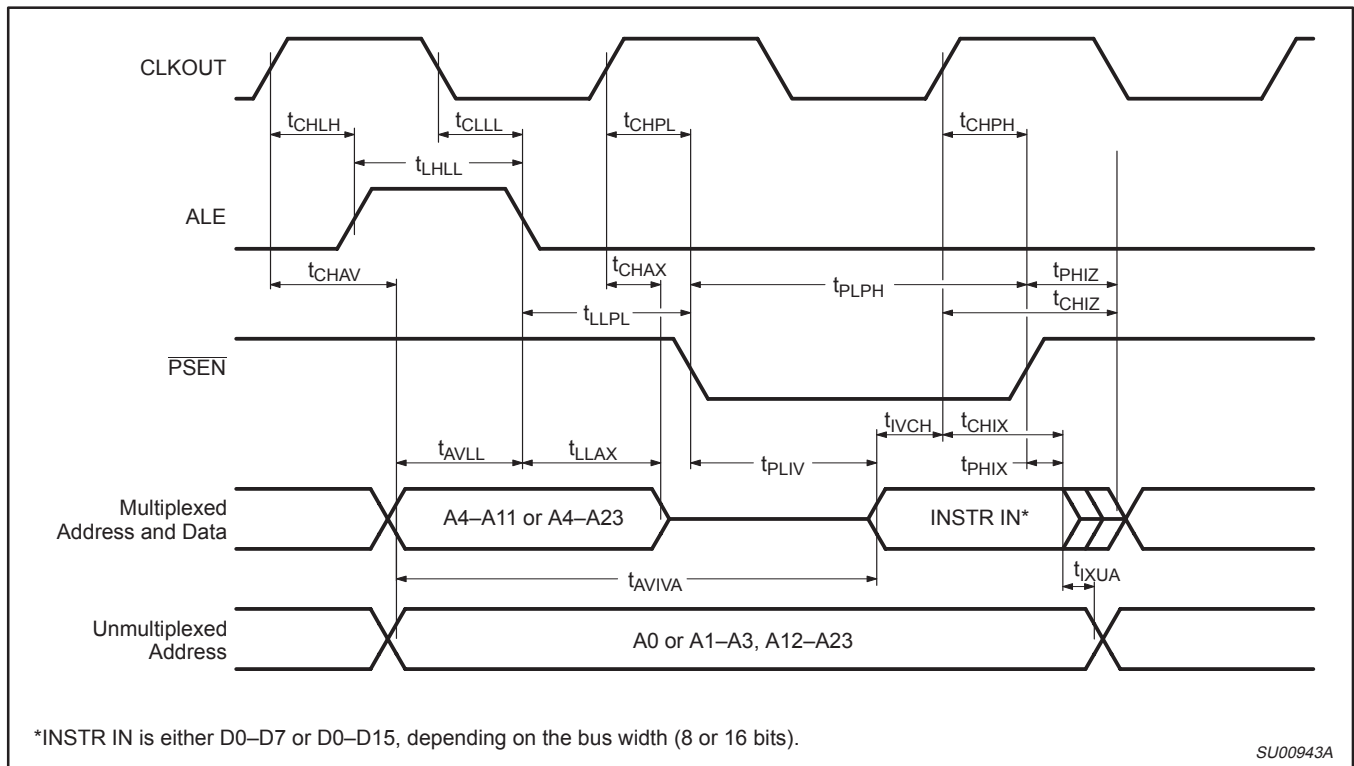 CLKOUT
tCHLH
tCLLL
tCHPL
tCHPH
tLHLL
ALE
tCHAV
tCHAX
tPLPH
tPHIZ
tLLPL
tCHIZ
PSEN
tIVCH
tCHIX
tAVLL
tLLAX
tPLIV
tPHIX
Multiplexed
Address and Data
A4–A11 or A4–A23
INSTR IN*
tAVIVA
tIXUA
Unmultiplexed
Address
A0 or A1–A3, A12–A23
*INSTR IN is either D0–D7 or D0–D15, depending on the bus width (8 or 16 bits).
SU00943A